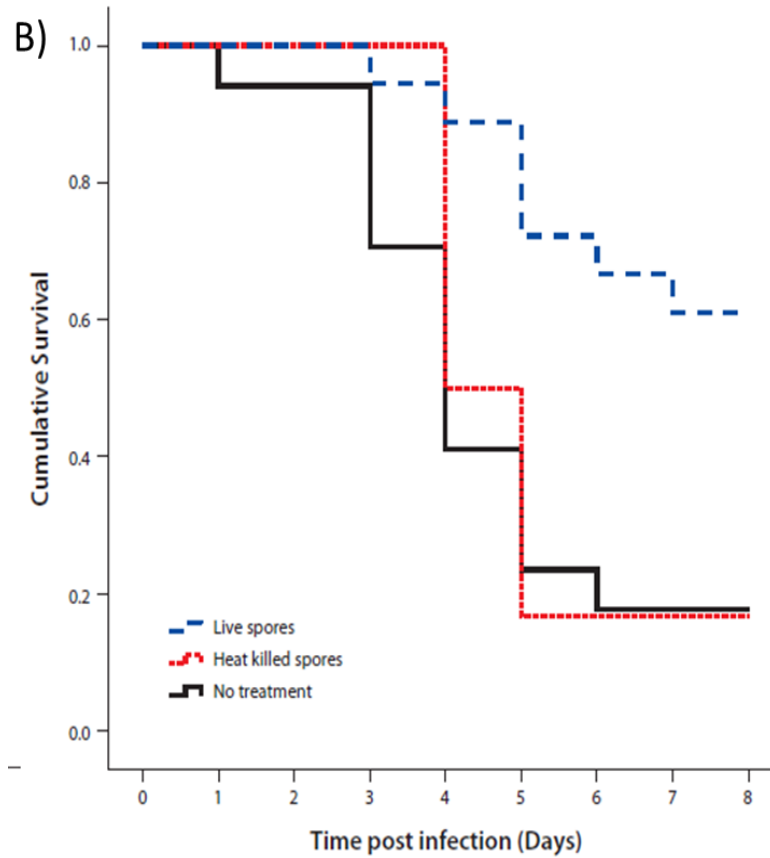 B)
1.0
0.8
0.6
0.4
0.2
0.0
Cumulative Survival
Live spores
Heat killed spores
No treatment
0 1 2 3 4 5 6 7 8
Time post infection (Days)